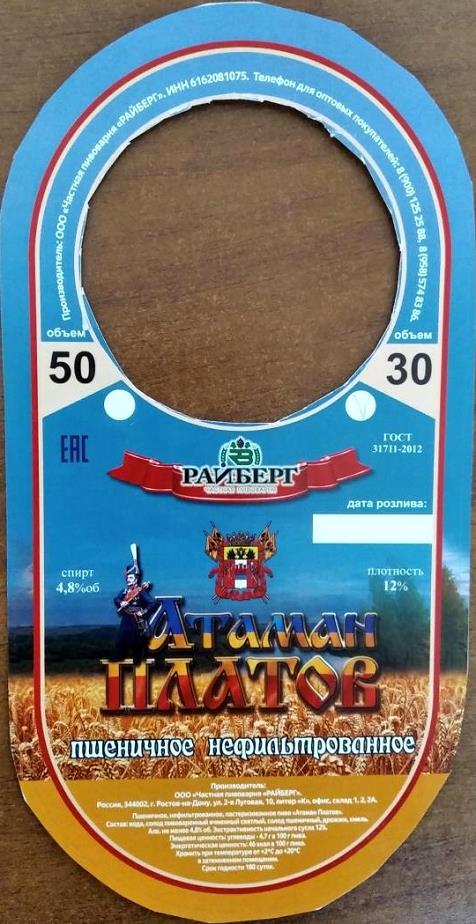 Производитель: ООО «Частная пивоварня «РАЙБЕРГ», ИНН 6162081075. Телефон для оптовых покупателей: 8 (900) 125 25 88, 8 (958) 574 83 86.
объем
50
объем
30
ЕАС
ГОСТ
31711-2012
РАЙБЕРГ
ЧАСТНАЯ ПИВОВАРНЯ
дата розлива:
спирт
4,8%об
плотность
12%
Атаман
Платов
пшеничное нефильтрованное
Производитель:
ООО «Частная пивоварня «РАЙБЕРГ».
Россия, 344002, г. Ростов-на-Дону, ул. 2-я Луговая, 10, литер «К», офис, склад 1, 2, 2А.
Пшеничное, нефильтрованное, пастеризованное пиво «Атаман Платов».
Состав: вода, солод пивоваренный ячменный светлый, солод пшеничный, дрожжи, хмель.
Алк. не менее 4,8% об. Экстрактивность начального сусла 12%.
Пищевая ценность: углеводы - 4,7 г в 100 г пива.
Энергетическая ценность: 46 ккал в 100 г пива.
Хранить при температуре от +2°С до +20°С
в затемненном помещении.
Срок годности 180 суток.